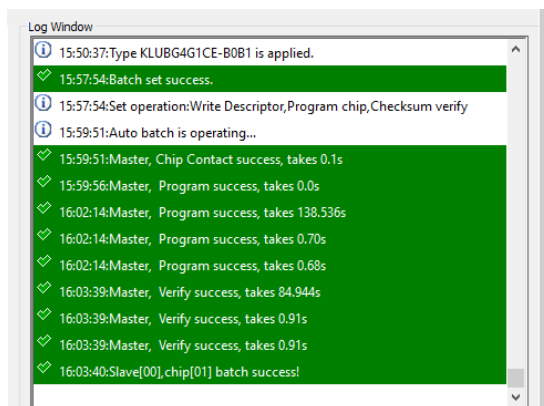 Log Window
15:50:37:Type KLUBG4G1CE-B0B1 is applied.
15:57:54:Batch set success.
15:57:54:Set operation:Write Descriptor,Program chip,Checksum verify
15:59:51:Auto batch is operating...
15:59:51:Master, Chip Contact success, takes 0.1s
15:59:56:Master,  Program success, takes 0.0s
16:02:14:Master,  Program success, takes 138.536s
16:02:14:Master,  Program success, takes 0.70s
16:02:14:Master,  Program success, takes 0.68s
16:03:39:Master,  Verify success, takes 84.944s
16:03:39:Master,  Verify success, takes 0.91s
16:03:39:Master,  Verify success, takes 0.91s
16:03:40:Slave[00],chip[01] batch success!